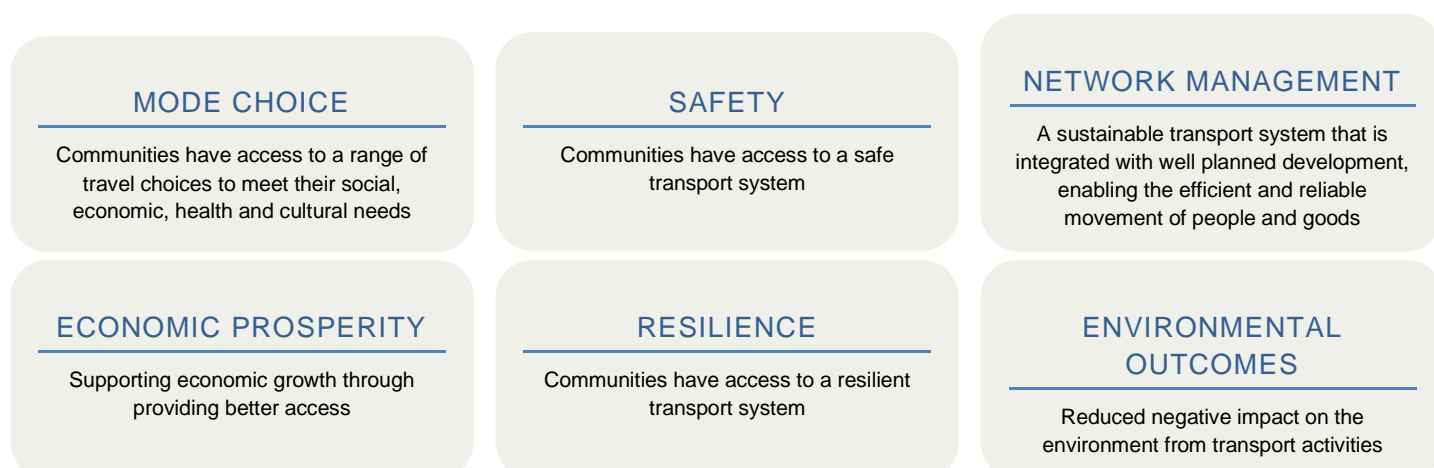 MODE CHOICE
Communities have access to a range of
travel choices to meet their social,
economic, health and cultural needs
SAFETY
Communities have access to a safe
transport system
NETWORK MANAGEMENT
A sustainable transport system that is
integrated with well planned development,
enabling the efficient and reliable
movement of people and goods
ECONOMIC PROSPERITY
Supporting economic growth through
providing better access
RESILIENCE
Communities have access to a resilient
transport system
ENVIRONMENTAL
OUTCOMES
Reduced negative impact on the
environment from transport activities